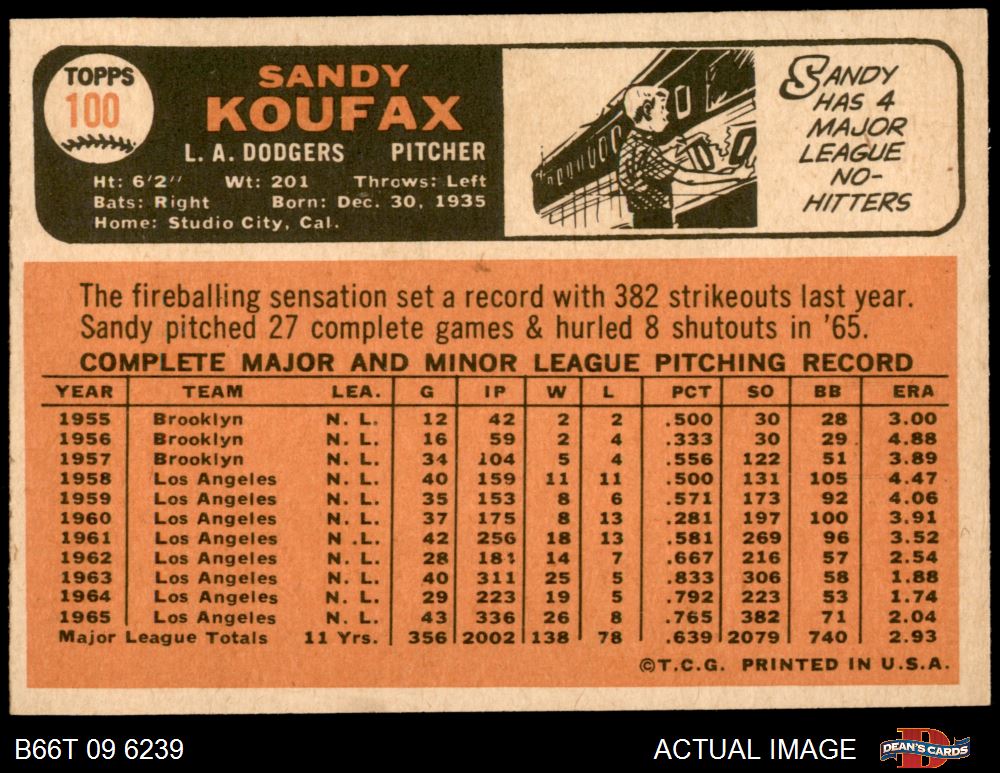 TOPPS
100
SANDY
KOUFAX
L. A. DODGERS PITCHER
Ht: 6'2" Wt: 201 Throws: Left
Bats: Right Born: Dec. 30, 1935
Home: Studio City, Cal.
SANDY
HAS 4
MAJOR
LEAGUE
NO-
HITTERS
The fireballing sensation set a record with 382 strikeouts last year.
Sandy pitched 27 complete games & hurled 8 shutouts in '65.
COMPLETE MAJOR AND MINOR LEAGUE PITCHING RECORD
YEAR TEAM LEA. G IP W L PCT SO BB ERA
1955 Brooklyn N. L. 12 42 2 2 .500 30 28 3.00
1956 Brooklyn N. L. 16 59 2 4 .333 30 29 4.88
1957 Brooklyn N. L. 34 104 5 4 .556 122 51 3.89
1958 Los Angeles N. L. 40 159 11 11 .500 131 105 4.47
1959 Los Angeles N. L. 35 153 8 6 .571 173 92 4.06
1960 Los Angeles N. L. 37 175 8 13 .281 197 100 3.91
1961 Los Angeles N .L. 42 256 18 13 .581 269 96 3.52
1962 Los Angeles N. L. 28 184 14 7 .667 216 57 2.54
1963 Los Angeles N. L. 40 311 25 5 .833 306 58 1.88
1964 Los Angeles N. L. 29 223 19 5 .792 223 53 1.74
1965 Los Angeles N. L. 43 336 26 8 .765 382 71 2.04
Major League Totals 11 Yrs. 356 2002 138 78 .639 2079 740 2.93
©T.C.G. PRINTED IN U.S.A.
B66T 09 6239
ACTUAL IMAGE
DEAN'S CARDS